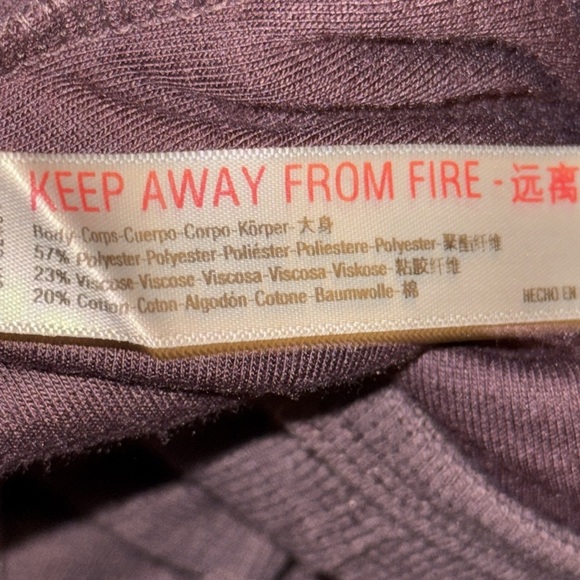 KEEP AWAY FROM FIRE - 远离
Body-Corps-Cuerpo-Corpo-Körper-大身
57% Polyester-Polyester-Poliéster-Poliestere-Polyester-聚酯纤维
23% Viscose-Viscose-Viscosa-Viscosa-Viskose-粘胶纤维
20% Cotton-Coton-Algodón-Cotone-Baumwolle-棉
HECHO EN